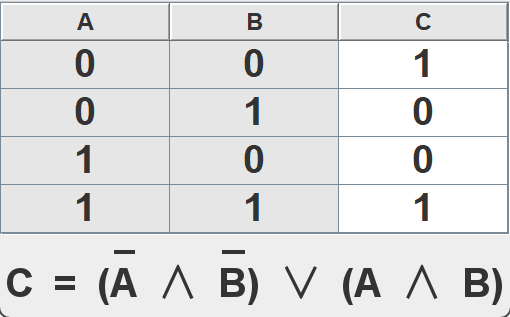 A B C
0 0 1
0 1 0
1 0 0
1 1 1
C = (A̅ ∧ B̅) ∨ (A ∧ B)